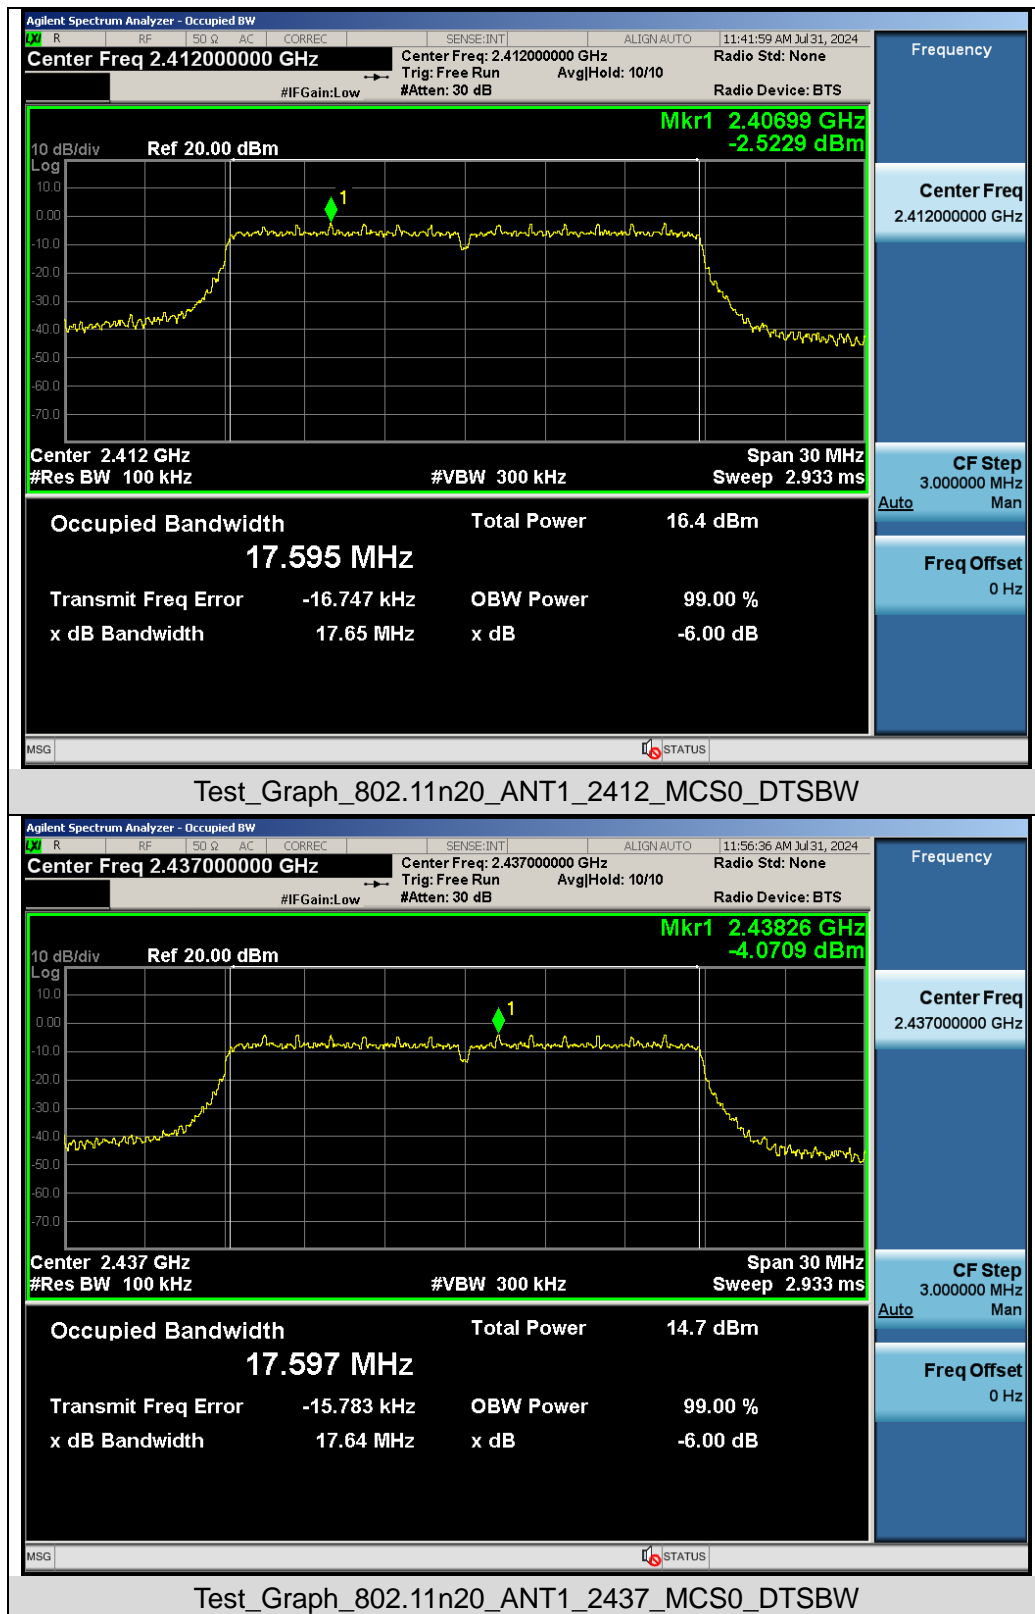 Agilent Spectrum Analyzer - Occupied BW
LXI R RF 50 Ω AC CORREC SENSE:INT ALIGN AUTO 11:41:59 AM Jul 31, 2024
Center Freq 2.412000000 GHz
Center Freq: 2.412000000 GHz
Radio Std: None
Trig: Free Run Avg|Hold: 10/10
#IFGain:Low #Atten: 30 dB Radio Device: BTS
Mkr1 2.40699 GHz
-2.5229 dBm
10 dB/div Ref 20.00 dBm
Log
10.0
1
0.00
-10.0
-20.0
-30.0
-40.0
-50.0
-60.0
-70.0
Center 2.412 GHz Span 30 MHz
#Res BW 100 kHz #VBW 300 kHz Sweep 2.933 ms
Occupied Bandwidth Total Power 16.4 dBm
17.595 MHz
Transmit Freq Error -16.747 kHz OBW Power 99.00 %
x dB Bandwidth 17.65 MHz x dB -6.00 dB
MSG STATUS
Frequency
Center Freq
2.412000000 GHz
CF Step
3.000000 MHz
Auto Man
Freq Offset
0 Hz
Test_Graph_802.11n20_ANT1_2412_MCS0_DTSBW
Agilent Spectrum Analyzer - Occupied BW
LXI R RF 50 Ω AC CORREC SENSE:INT ALIGN AUTO 11:56:36 AM Jul 31, 2024
Center Freq 2.437000000 GHz
Center Freq: 2.437000000 GHz
Radio Std: None
Trig: Free Run Avg|Hold: 10/10
#IFGain:Low #Atten: 30 dB Radio Device: BTS
Mkr1 2.43826 GHz
-4.0709 dBm
10 dB/div Ref 20.00 dBm
Log
10.0
1
0.00
-10.0
-20.0
-30.0
-40.0
-50.0
-60.0
-70.0
Center 2.437 GHz Span 30 MHz
#Res BW 100 kHz #VBW 300 kHz Sweep 2.933 ms
Occupied Bandwidth Total Power 14.7 dBm
17.597 MHz
Transmit Freq Error -15.783 kHz OBW Power 99.00 %
x dB Bandwidth 17.64 MHz x dB -6.00 dB
MSG STATUS
Frequency
Center Freq
2.437000000 GHz
CF Step
3.000000 MHz
Auto Man
Freq Offset
0 Hz
Test_Graph_802.11n20_ANT1_2437_MCS0_DTSBW